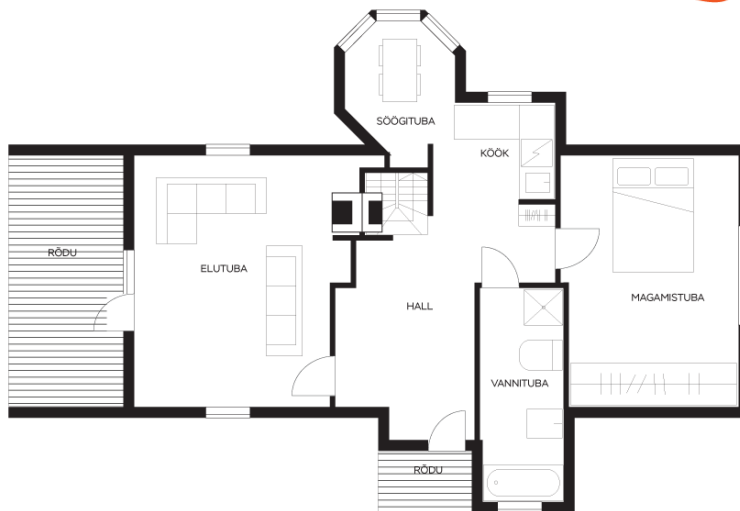 SÖÖGITUBA
KÖÖK
RÕDU
ELUTUBA
MAGAMISTUBA
HALL
VANNITUBA
RÕDU